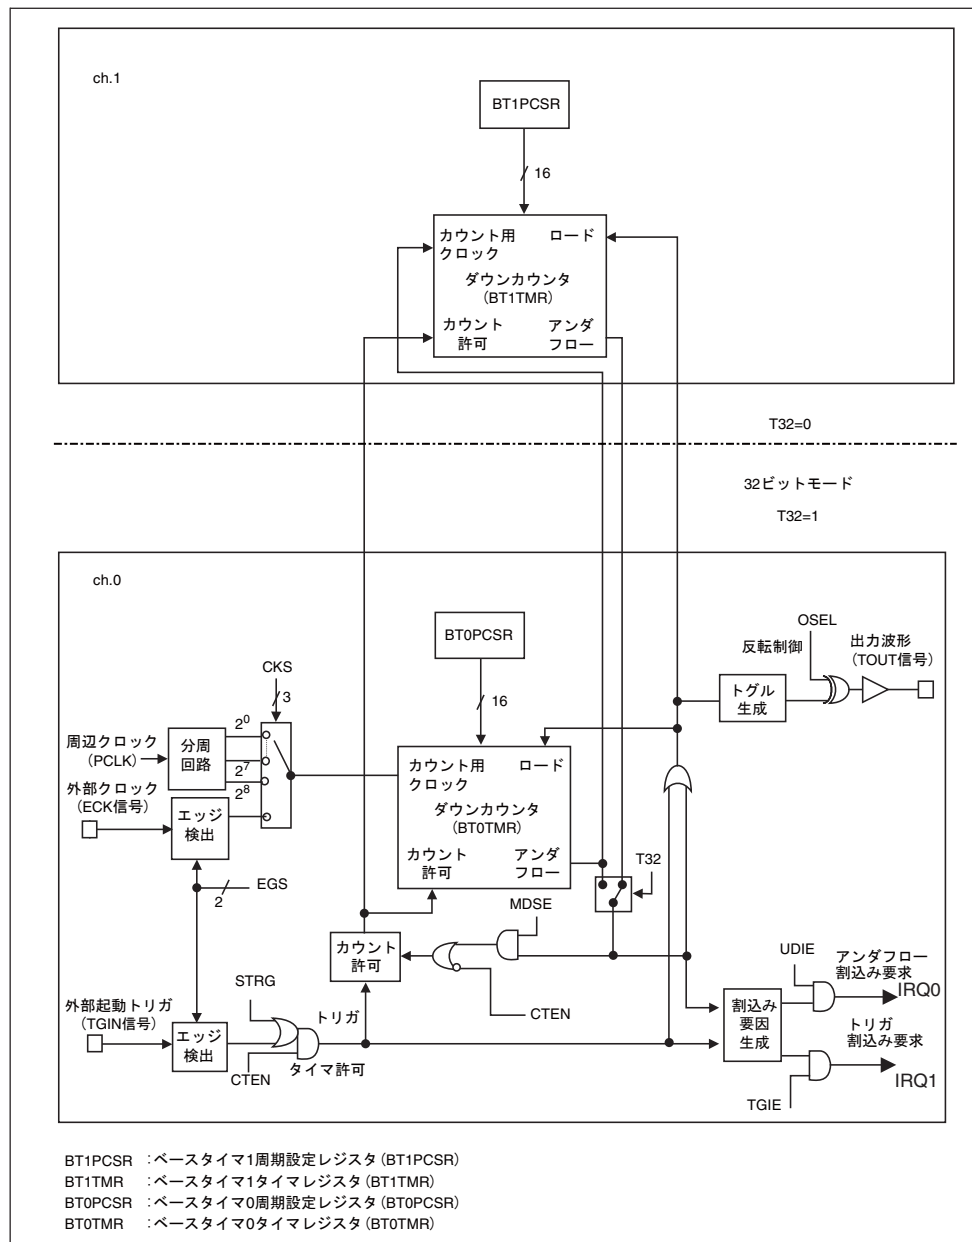 ch.1
BT1PCSR
16
カウント用 ロード
クロック
ダウンカウンタ
(BT1TMR)
カウント アンダ
許可 フロー
T32=0
32ビットモード
T32=1
ch.0
BT0PCSR
16
OSEL
反転制御
出力波形
(TOUT信号)
トグル
生成
CKS
3
2^0
2^7
2^8
周辺クロック
(PCLK)
分周
回路
外部クロック
(ECK信号)
エッジ
検出
カウント用 ロード
クロック
ダウンカウンタ
(BT0TMR)
カウント アンダ
許可 フロー
T32
EGS
2
MDSE
カウント
許可
CTEN
STRG
トリガ
外部起動トリガ
(TGIN信号)
エッジ
検出
CTEN
タイマ許可
UDIE
アンダフロー
割込み要求
IRQ0
割込み
要因
生成
トリガ
割込み要求
IRQ1
TGIE
BT1PCSR :ベースタイマ1周期設定レジスタ(BT1PCSR)
BT1TMR :ベースタイマ1タイマレジスタ(BT1TMR)
BT0PCSR :ベースタイマ0周期設定レジスタ(BT0PCSR)
BT0TMR :ベースタイマ0タイマレジスタ(BT0TMR)